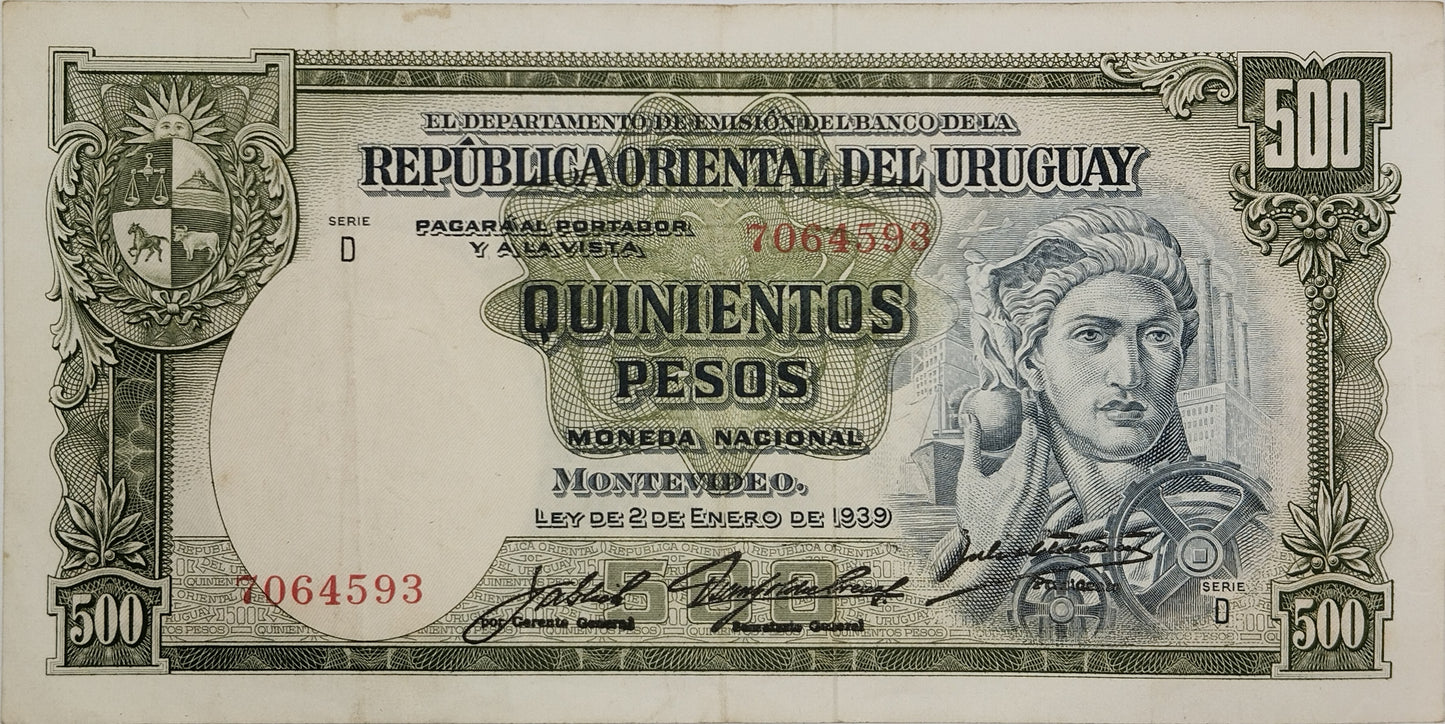 500
EL DEPARTAMENTO DE EMISIÓN DEL BANCO DE LA
REPÚBLICA ORIENTAL DEL URUGUAY
SERIE
D
PAGARÁ AL PORTADOR
Y A LA VISTA
7064593
QUINIENTOS
PESOS
MONEDA NACIONAL
MONTEVIDEO.
LEY DE 2 DE ENERO DE 1939
7064593
500
por Gerente General
Secretario General
Presidente
SERIE
D
500
500